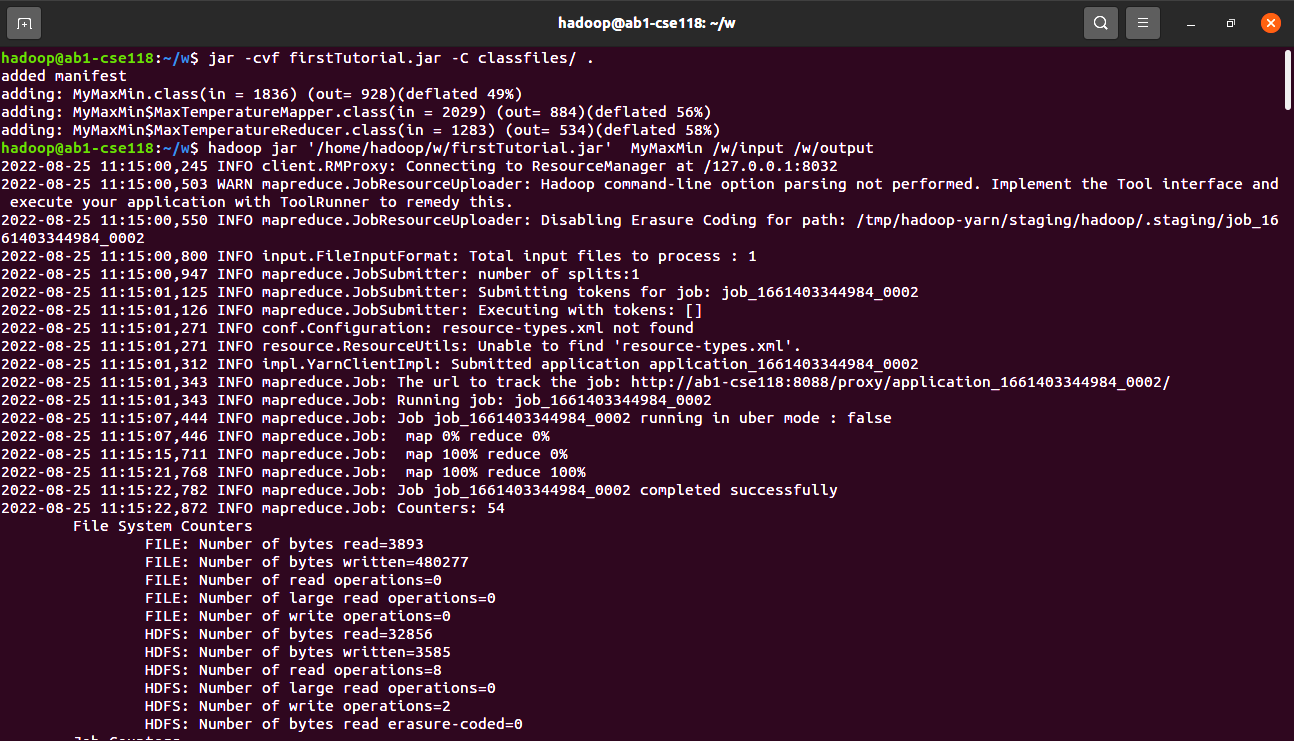 hadoop@ab1-cse118: ~/w
hadoop@ab1-cse118:~/w$ jar -cvf firstTutorial.jar -C classfiles/ .
added manifest
adding: MyMaxMin.class(in = 1836) (out= 928)(deflated 49%)
adding: MyMaxMin$MaxTemperatureMapper.class(in = 2029) (out= 884)(deflated 56%)
adding: MyMaxMin$MaxTemperatureReducer.class(in = 1283) (out= 534)(deflated 58%)
hadoop@ab1-cse118:~/w$ hadoop jar '/home/hadoop/w/firstTutorial.jar'  MyMaxMin /w/input /w/output
2022-08-25 11:15:00,245 INFO client.RMProxy: Connecting to ResourceManager at /127.0.0.1:8032
2022-08-25 11:15:00,503 WARN mapreduce.JobResourceUploader: Hadoop command-line option parsing not performed. Implement the Tool interface and
 execute your application with ToolRunner to remedy this.
2022-08-25 11:15:00,550 INFO mapreduce.JobResourceUploader: Disabling Erasure Coding for path: /tmp/hadoop-yarn/staging/hadoop/.staging/job_16
61403344984_0002
2022-08-25 11:15:00,800 INFO input.FileInputFormat: Total input files to process : 1
2022-08-25 11:15:00,947 INFO mapreduce.JobSubmitter: number of splits:1
2022-08-25 11:15:01,125 INFO mapreduce.JobSubmitter: Submitting tokens for job: job_1661403344984_0002
2022-08-25 11:15:01,126 INFO mapreduce.JobSubmitter: Executing with tokens: []
2022-08-25 11:15:01,271 INFO conf.Configuration: resource-types.xml not found
2022-08-25 11:15:01,271 INFO resource.ResourceUtils: Unable to find 'resource-types.xml'.
2022-08-25 11:15:01,312 INFO impl.YarnClientImpl: Submitted application application_1661403344984_0002
2022-08-25 11:15:01,343 INFO mapreduce.Job: The url to track the job: http://ab1-cse118:8088/proxy/application_1661403344984_0002/
2022-08-25 11:15:01,343 INFO mapreduce.Job: Running job: job_1661403344984_0002
2022-08-25 11:15:07,444 INFO mapreduce.Job: Job job_1661403344984_0002 running in uber mode : false
2022-08-25 11:15:07,446 INFO mapreduce.Job:  map 0% reduce 0%
2022-08-25 11:15:15,711 INFO mapreduce.Job:  map 100% reduce 0%
2022-08-25 11:15:21,768 INFO mapreduce.Job:  map 100% reduce 100%
2022-08-25 11:15:22,782 INFO mapreduce.Job: Job job_1661403344984_0002 completed successfully
2022-08-25 11:15:22,872 INFO mapreduce.Job: Counters: 54
File System Counters
FILE: Number of bytes read=3893
FILE: Number of bytes written=480277
FILE: Number of read operations=0
FILE: Number of large read operations=0
FILE: Number of write operations=0
HDFS: Number of bytes read=32856
HDFS: Number of bytes written=3585
HDFS: Number of read operations=8
HDFS: Number of large read operations=0
HDFS: Number of write operations=2
HDFS: Number of bytes read erasure-coded=0